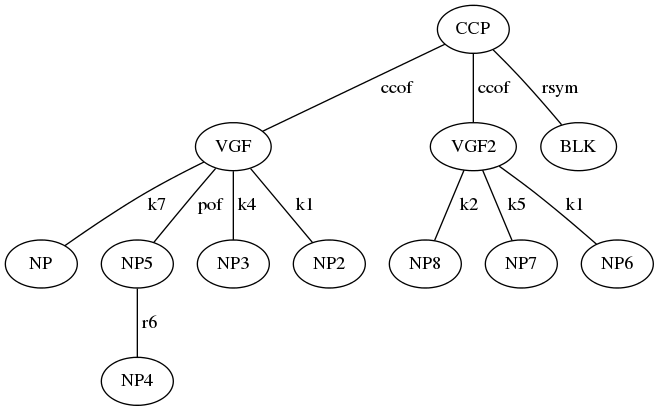 CCP
ccof ccof rsym
VGF VGF2 BLK
k7 pof k4 k1 k2 k5 k1
NP NP5 NP3 NP2 NP8 NP7 NP6
r6
NP4